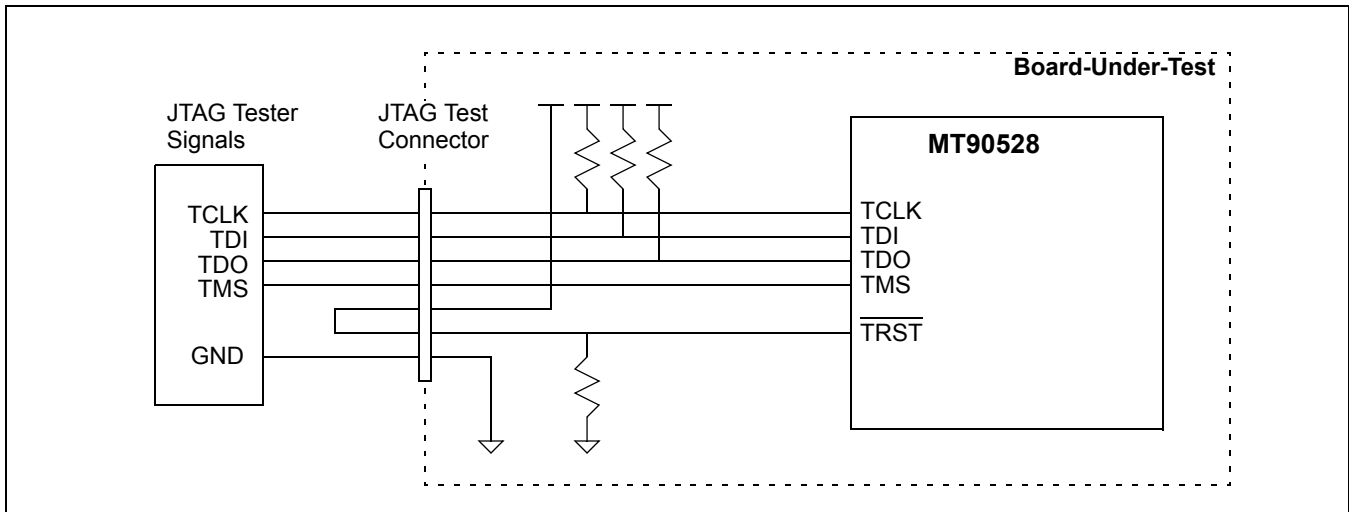 Board-Under-Test
JTAG Tester
Signals
JTAG Test
Connector
MT90528
TCLK
TDI
TDO
TMS
GND
TCLK
TDI
TDO
TMS
TRST